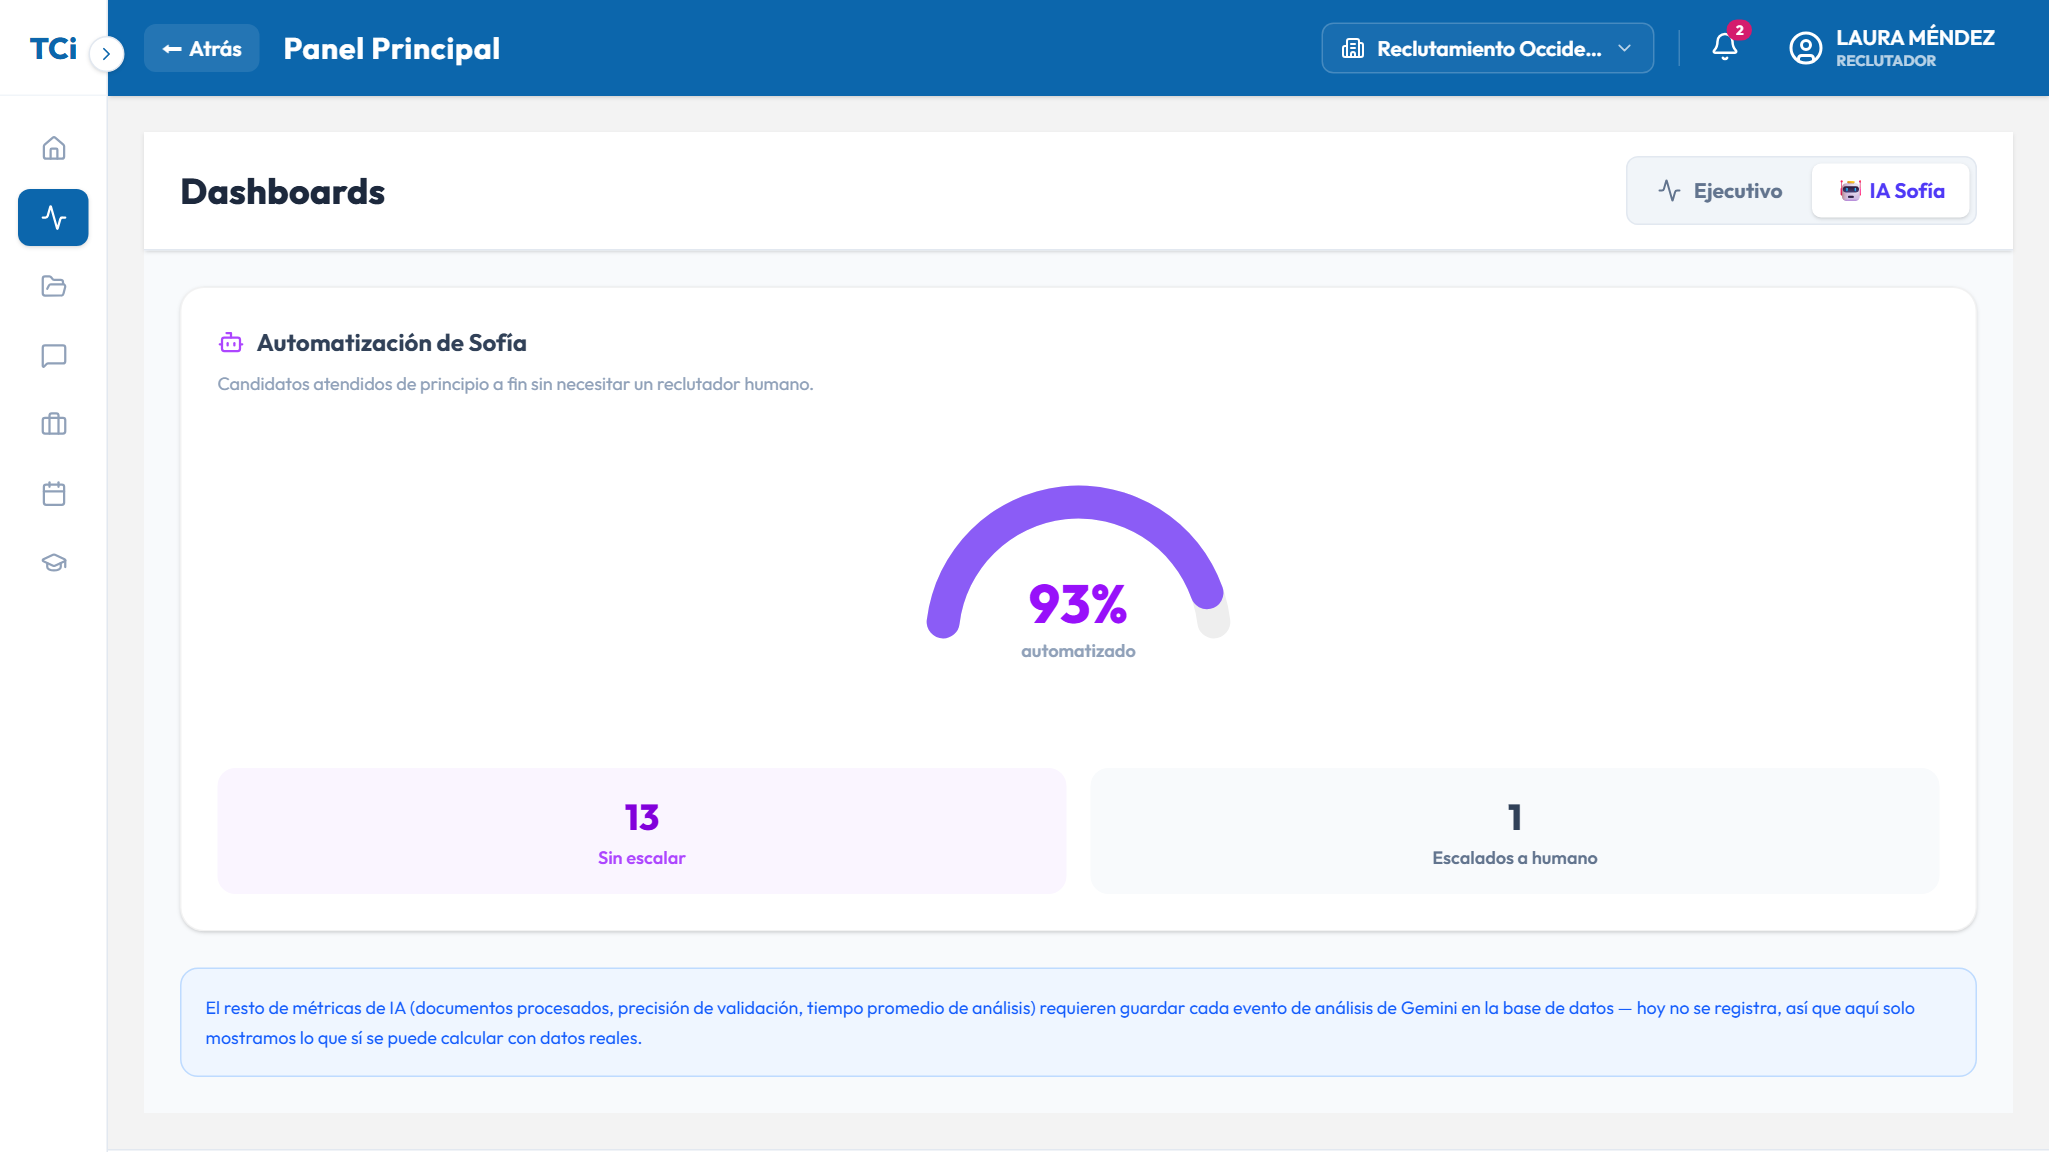 TCi
← Atrás
Panel Principal
Reclutamiento Occide...
2
LAURA MÉNDEZ
RECLUTADOR
Dashboards
Ejecutivo
IA Sofía
Automatización de Sofía
Candidatos atendidos de principio a fin sin necesitar un reclutador humano.
93%
automatizado
13
Sin escalar
1
Escalados a humano
El resto de métricas de IA (documentos procesados, precisión de validación, tiempo promedio de análisis) requieren guardar cada evento de análisis de Gemini en la base de datos — hoy no se registra, así que aquí solo
mostramos lo que sí se puede calcular con datos reales.